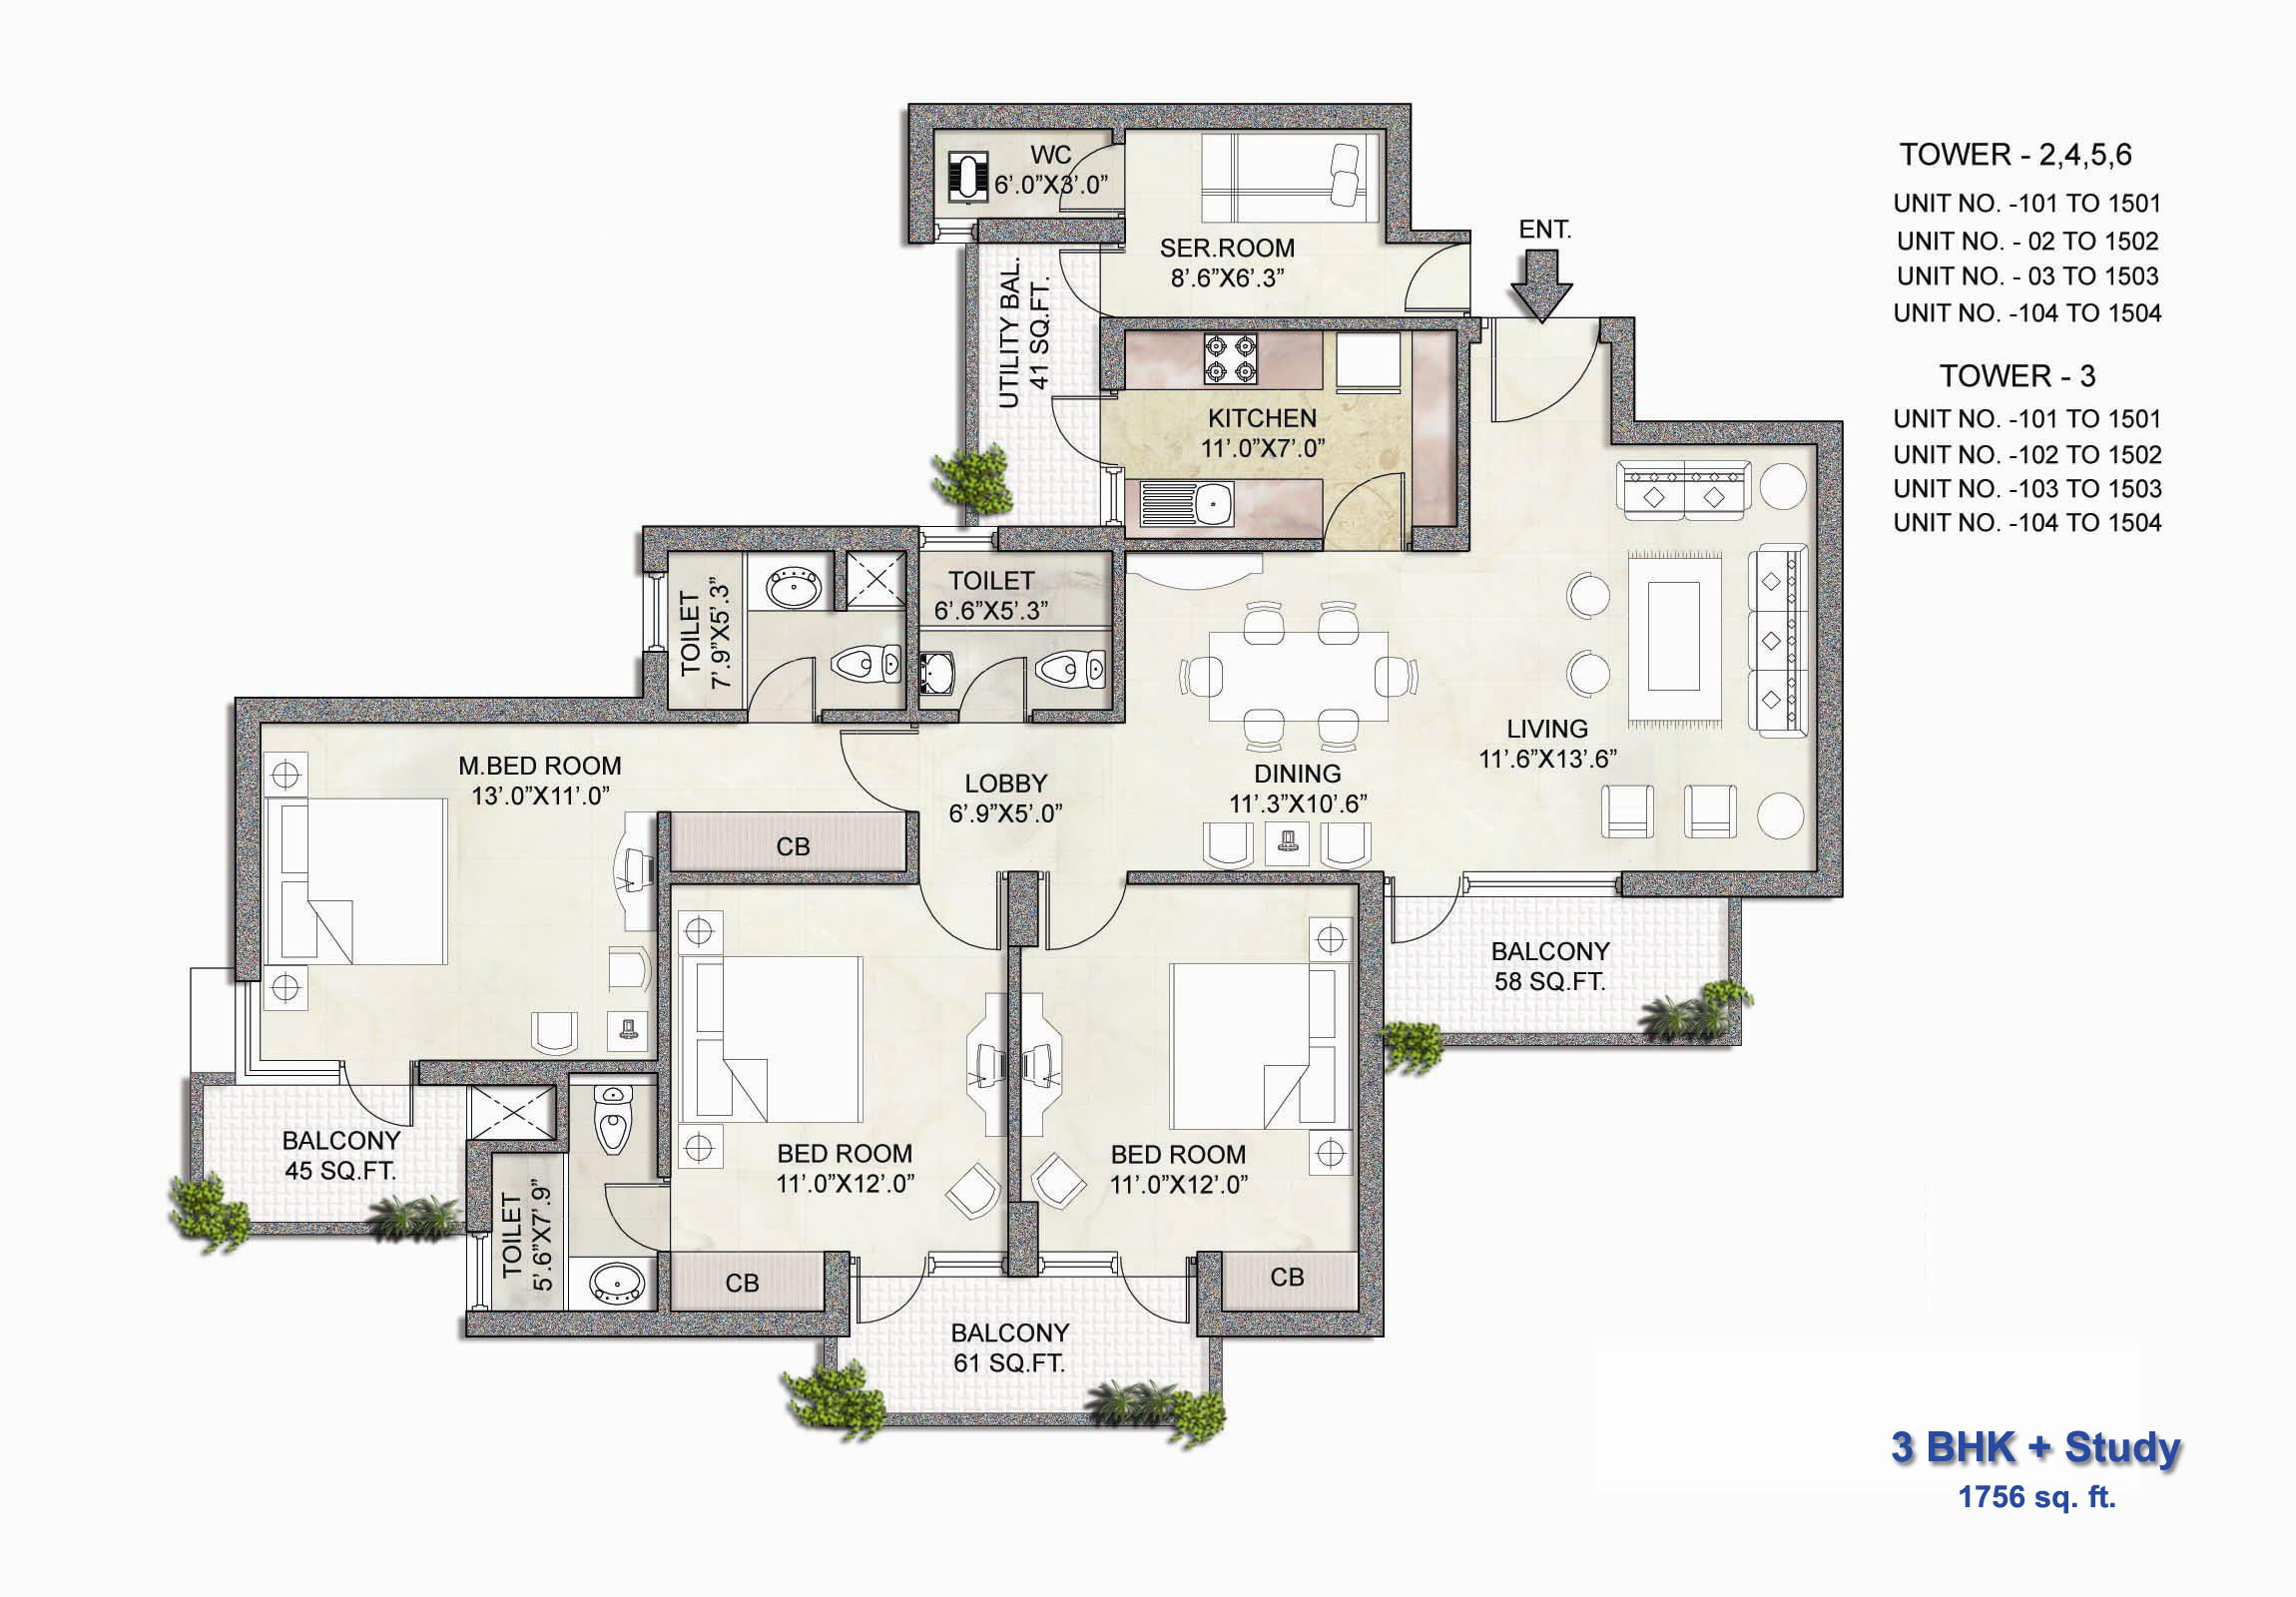 WC
6'.0"X3'.0"
SER.ROOM
8'.6"X6'.3"
ENT.
UTILITY BAL.
41 SQ.FT.
KITCHEN
11'.0"X7'.0"
TOILET
7'.9"X5'.3"
TOILET
6'.6"X5'.3"
M.BED ROOM
13'.0"X11'.0"
LOBBY
6'.9"X5'.0"
DINING
11'.3"X10'.6"
LIVING
11'.6"X13'.6"
CB
BALCONY
58 SQ.FT.
BALCONY
45 SQ.FT.
TOILET
5'.6"X7'.9"
BED ROOM
11'.0"X12'.0"
BED ROOM
11'.0"X12'.0"
CB
CB
BALCONY
61 SQ.FT.
TOWER - 2,4,5,6
UNIT NO. -101 TO 1501
UNIT NO. - 02 TO 1502
UNIT NO. - 03 TO 1503
UNIT NO. -104 TO 1504
TOWER - 3
UNIT NO. -101 TO 1501
UNIT NO. -102 TO 1502
UNIT NO. -103 TO 1503
UNIT NO. -104 TO 1504
3 BHK + Study
1756 sq. ft.